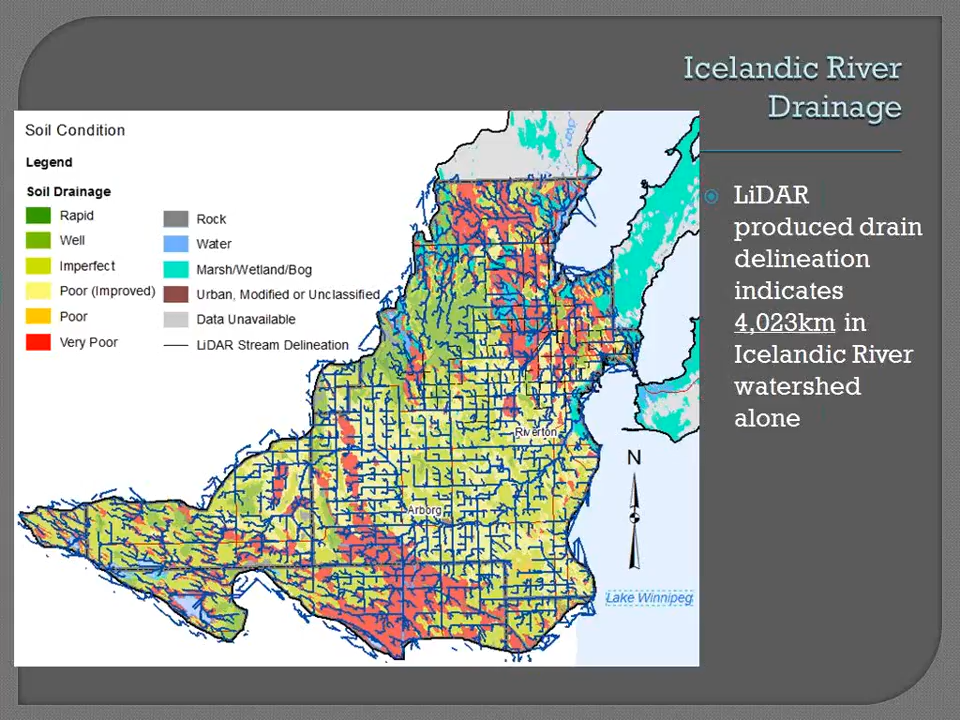 Icelandic River
Drainage
Soil Condition
Legend
Soil Drainage
Rapid
Well
Imperfect
Poor (Improved)
Poor
Very Poor
Rock
Water
Marsh/Wetland/Bog
Urban, Modified or Unclassified
Data Unavailable
LiDAR Stream Delineation
Riverton
Arborg
N
Lake Winnipeg
LiDAR
produced drain
delineation
indicates
4,023km in
Icelandic River
watershed
alone